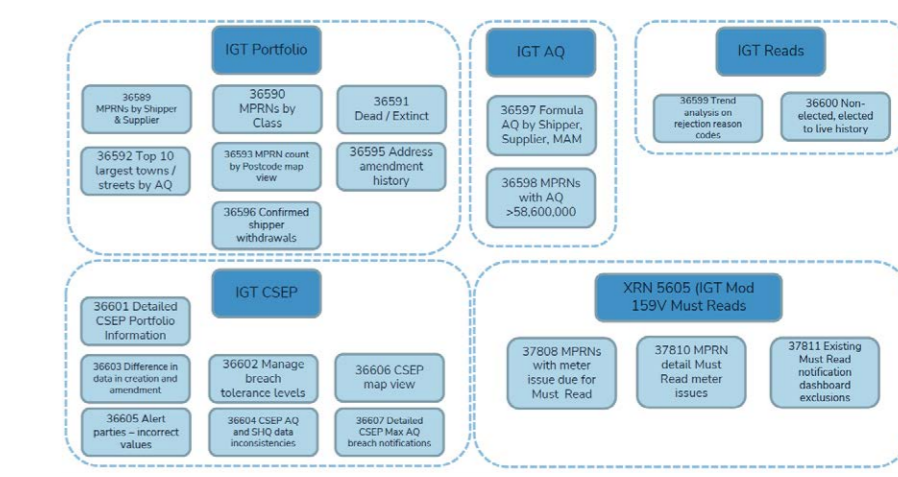 IGT Portfolio
36589
MPRNs by Shipper
& Supplier
36590
MPRNs by
Class
36591
Dead / Extinct
36592 Top 10
largest towns /
streets by AQ
36593 MPRN count
by Postcode map
view
36595 Address
amendment
history
36596 Confirmed
shipper
withdrawals
IGT AQ
36597 Formula
AQ by Shipper,
Supplier, MAM
36598 MPRNs
with AQ
>58,600,000
IGT Reads
36599 Trend
analysis on
rejection reason
codes
36600 Non-
elected, elected
to live history
IGT CSEP
36601 Detailed
CSEP Portfolio
Information
36603 Difference in
data in creation and
amendment
36602 Manage
breach
tolerance levels
36606 CSEP
map view
36605 Alert
parties – incorrect
values
36604 CSEP AQ
and SHQ data
inconsistencies
36607 Detailed
CSEP Max AQ
breach notifications
XRN 5605 (IGT Mod
159V Must Reads
37808 MPRNs
with meter
issue due for
Must Read
37810 MPRN
detail Must
Read meter
issues
37811 Existing
Must Read
notification
dashboard
exclusions